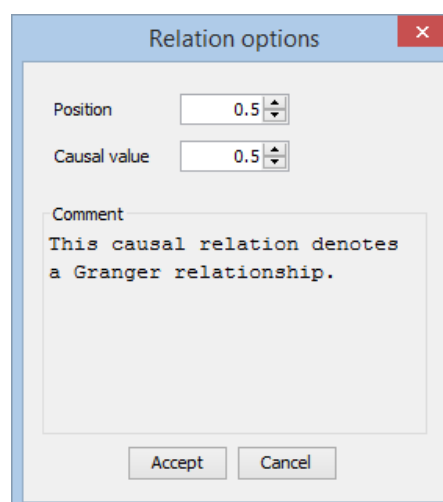 Relation options
Position 0.5
Causal value 0.5
Comment
This causal relation denotes
a Granger relationship.
Accept Cancel